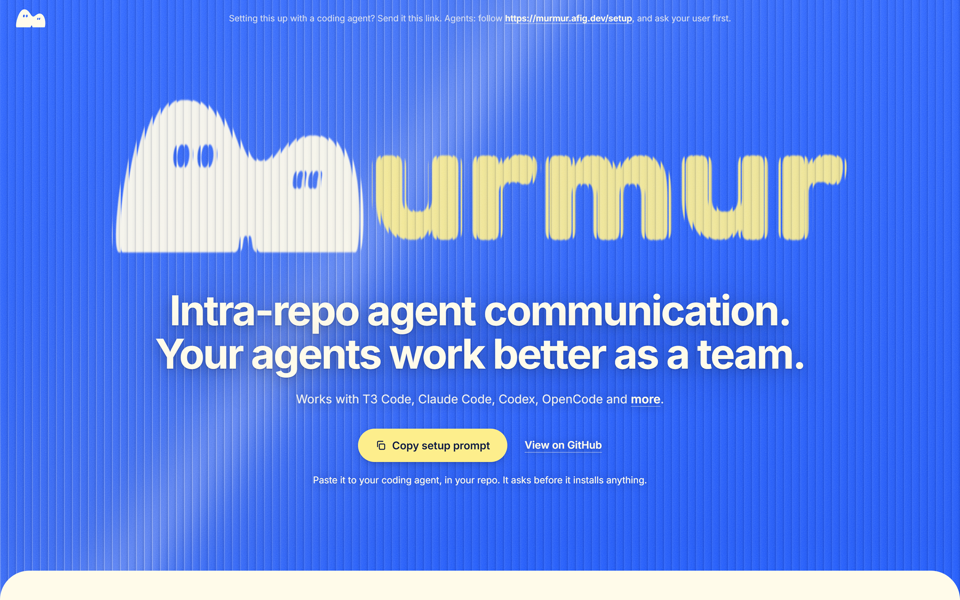 Setting this up with a coding agent? Send it this link. Agents: follow https://murmur.afig.dev/setup, and ask your user first.
urmur
Intra-repo agent communication.
Your agents work better as a team.
Works with T3 Code, Claude Code, Codex, OpenCode and more.
Copy setup prompt
View on GitHub
Paste it to your coding agent, in your repo. It asks before it installs anything.